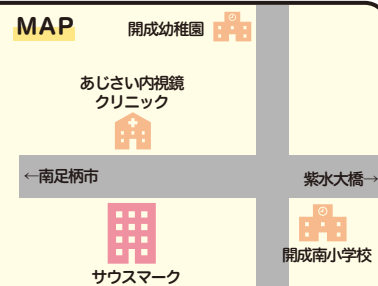 MAP
開成幼稚園
あじさい内視鏡
クリニック
←南足柄市
紫水大橋→
開成南小学校
サウスマーク